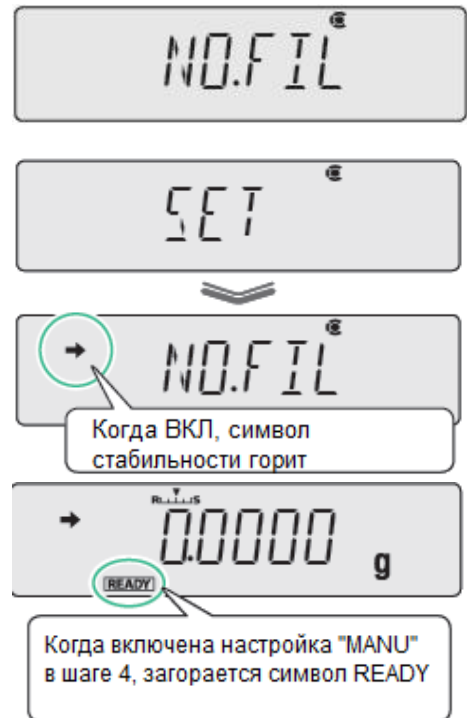 NO.FIL
SET
➡ NO.FIL
Когда ВКЛ, символ
стабильности горит
R S
➡ 0.0000 g
READY
Когда включена настройка "MANU"
в шаге 4, загорается символ READY